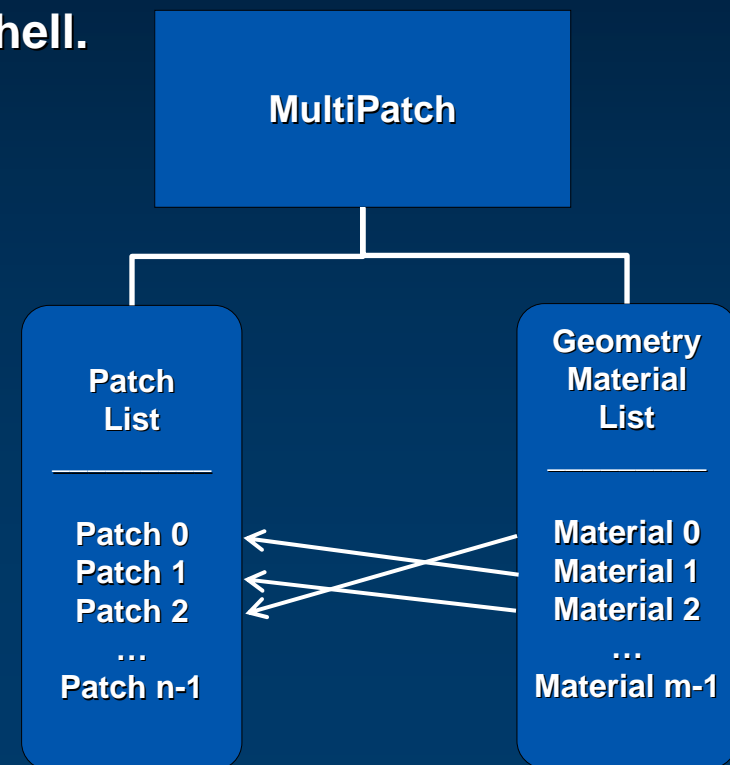 hell.
MultiPatch
Patch
List
Patch 0
Patch 1
Patch 2
…
Patch n-1
Geometry
Material
List
Material 0
Material 1
Material 2
…
Material m-1